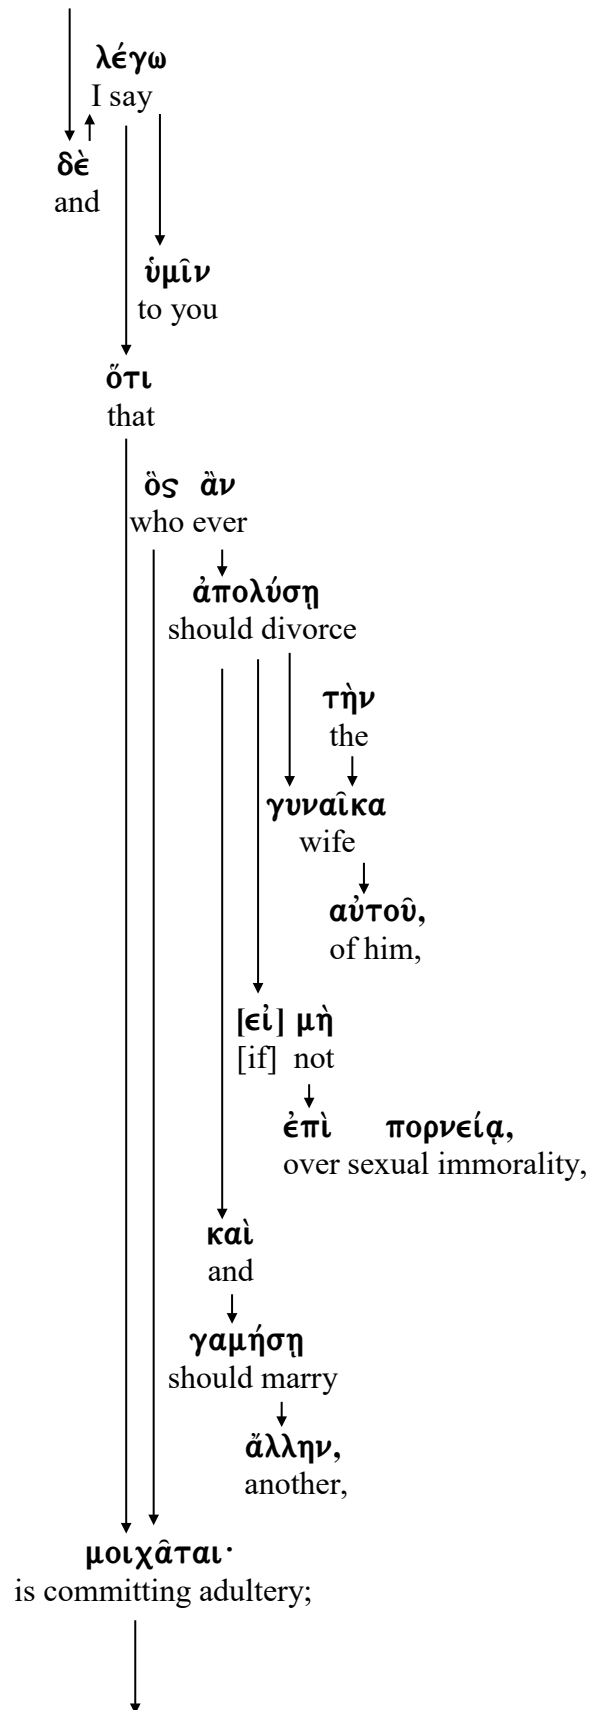 λέγω
I say
δὲ
and
ὑμῖν
to you
ὅτι
that
ὃς ἂν
who ever
ἀπολύσῃ
should divorce
τὴν
the
γυναῖκα
wife
αὐτοῦ,
of him,
[εἰ] μὴ
[if] not
ἐπὶ πορνείᾳ,
over sexual immorality,
καὶ
and
γαμήσῃ
should marry
ἄλλην,
another,
μοιχᾶται·
is committing adultery;